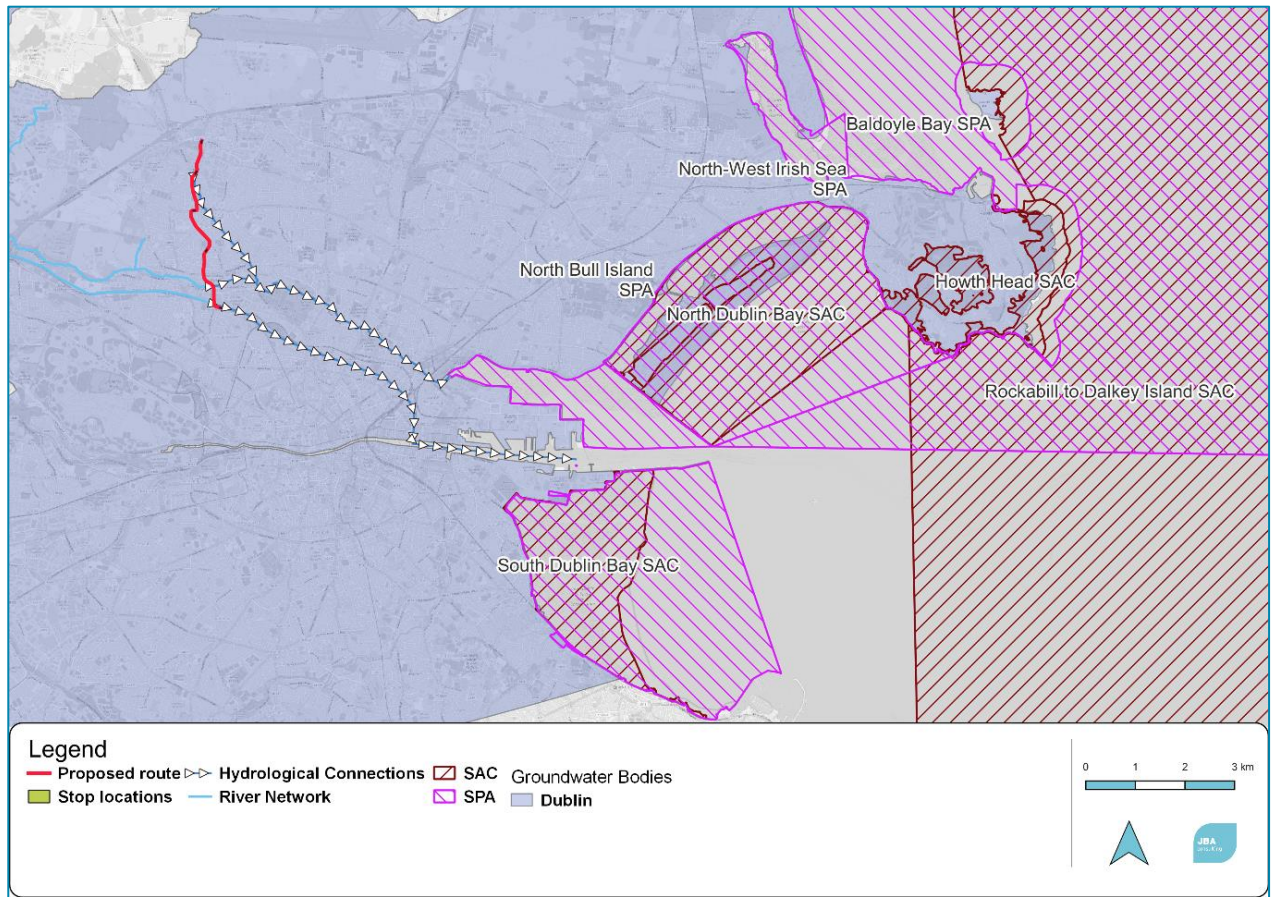 Baldoyle Bay SPA
North-West Irish Sea
SPA
North Bull Island
SPA
North Dublin Bay SAC
Howth Head SAC
Rockabill to Dalkey Island SAC
South Dublin Bay SAC
Legend
Proposed route
Hydrological Connections
SAC
Groundwater Bodies
Stop locations
River Network
SPA
Dublin
0 1 2 3 km
JBA
consulting